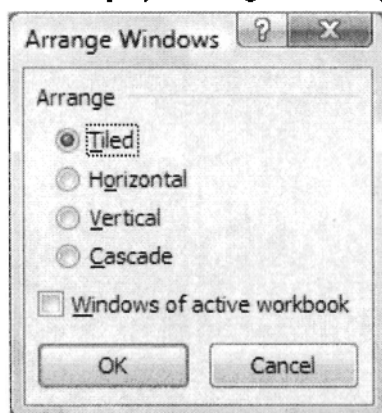 Arrange Windows ? X
Arrange
Tiled
Horizontal
Vertical
Cascade
Windows of active workbook
OK Cancel